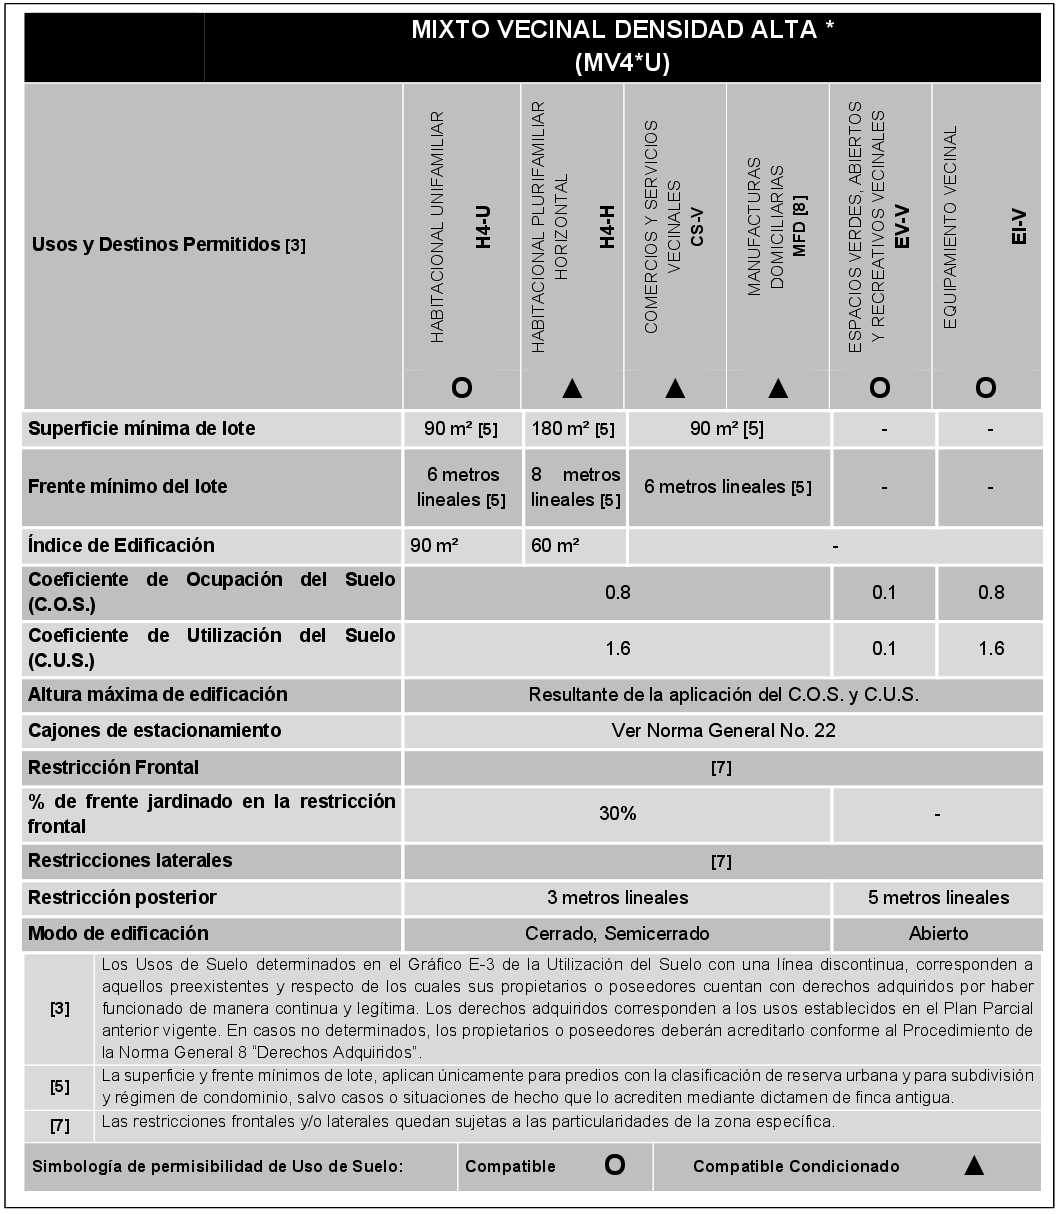 MIXTO VECINAL DENSIDAD ALTA *
(MV4*U)
Usos y Destinos Permitidos [3]
HABITACIONAL UNIFAMILIAR
H4-U
HABITACIONAL PLURIFAMILIAR
HORIZONTAL
H4-H
COMERCIOS Y SERVICIOS
VECINALES
CS-V
MANUFACTURAS
DOMICILIARIAS
MFD [8]
ESPACIOS VERDES, ABIERTOS
Y RECREATIVOS VECINALES
EV-V
EQUIPAMIENTO VECINAL
EI-V
O ▲ ▲ ▲ O O
Superficie mínima de lote 90 m² [5] 180 m² [5] 90 m² [5] - -
Frente mínimo del lote 6 metros lineales [5] 8 metros lineales [5] 6 metros lineales [5] - -
Índice de Edificación 90 m² 60 m² -
Coeficiente de Ocupación del Suelo
(C.O.S.) 0.8 0.1 0.8
Coeficiente de Utilización del Suelo
(C.U.S.) 1.6 0.1 1.6
Altura máxima de edificación Resultante de la aplicación del C.O.S. y C.U.S.
Cajones de estacionamiento Ver Norma General No. 22
Restricción Frontal [7]
% de frente jardinado en la restricción
frontal 30% -
Restricciones laterales [7]
Restricción posterior 3 metros lineales 5 metros lineales
Modo de edificación Cerrado, Semicerrado Abierto
[3] Los Usos de Suelo determinados en el Gráfico E-3 de la Utilización del Suelo con una línea discontinua, corresponden a
aquellos preexistentes y respecto de los cuales sus propietarios o poseedores cuentan con derechos adquiridos por haber
funcionado de manera continua y legítima. Los derechos adquiridos corresponden a los usos establecidos en el Plan Parcial
anterior vigente. En casos no determinados, los propietarios o poseedores deberán acreditarlo conforme al Procedimiento de
la Norma General 8 “Derechos Adquiridos”.
[5] La superficie y frente mínimos de lote, aplican únicamente para predios con la clasificación de reserva urbana y para subdivisión
y régimen de condominio, salvo casos o situaciones de hecho que lo acrediten mediante dictamen de finca antigua.
[7] Las restricciones frontales y/o laterales quedan sujetas a las particularidades de la zona específica.
Simbología de permisibilidad de Uso de Suelo: Compatible O Compatible Condicionado ▲